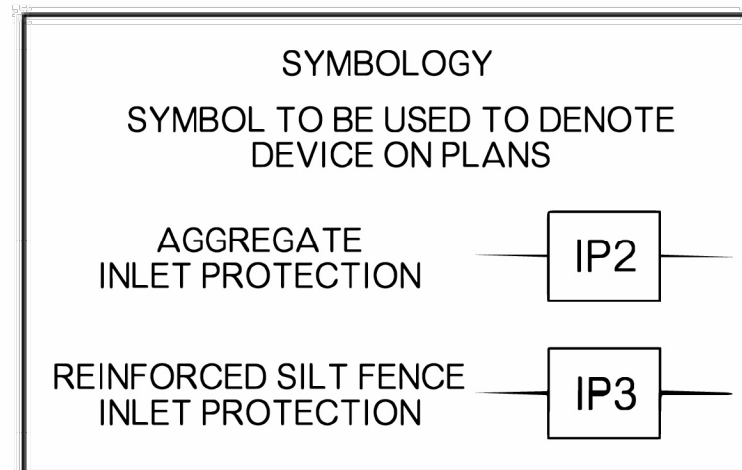 SYMBOLOGY
SYMBOL TO BE USED TO DENOTE
DEVICE ON PLANS
AGGREGATE
INLET PROTECTION
IP2
REINFORCED SILT FENCE
INLET PROTECTION
IP3